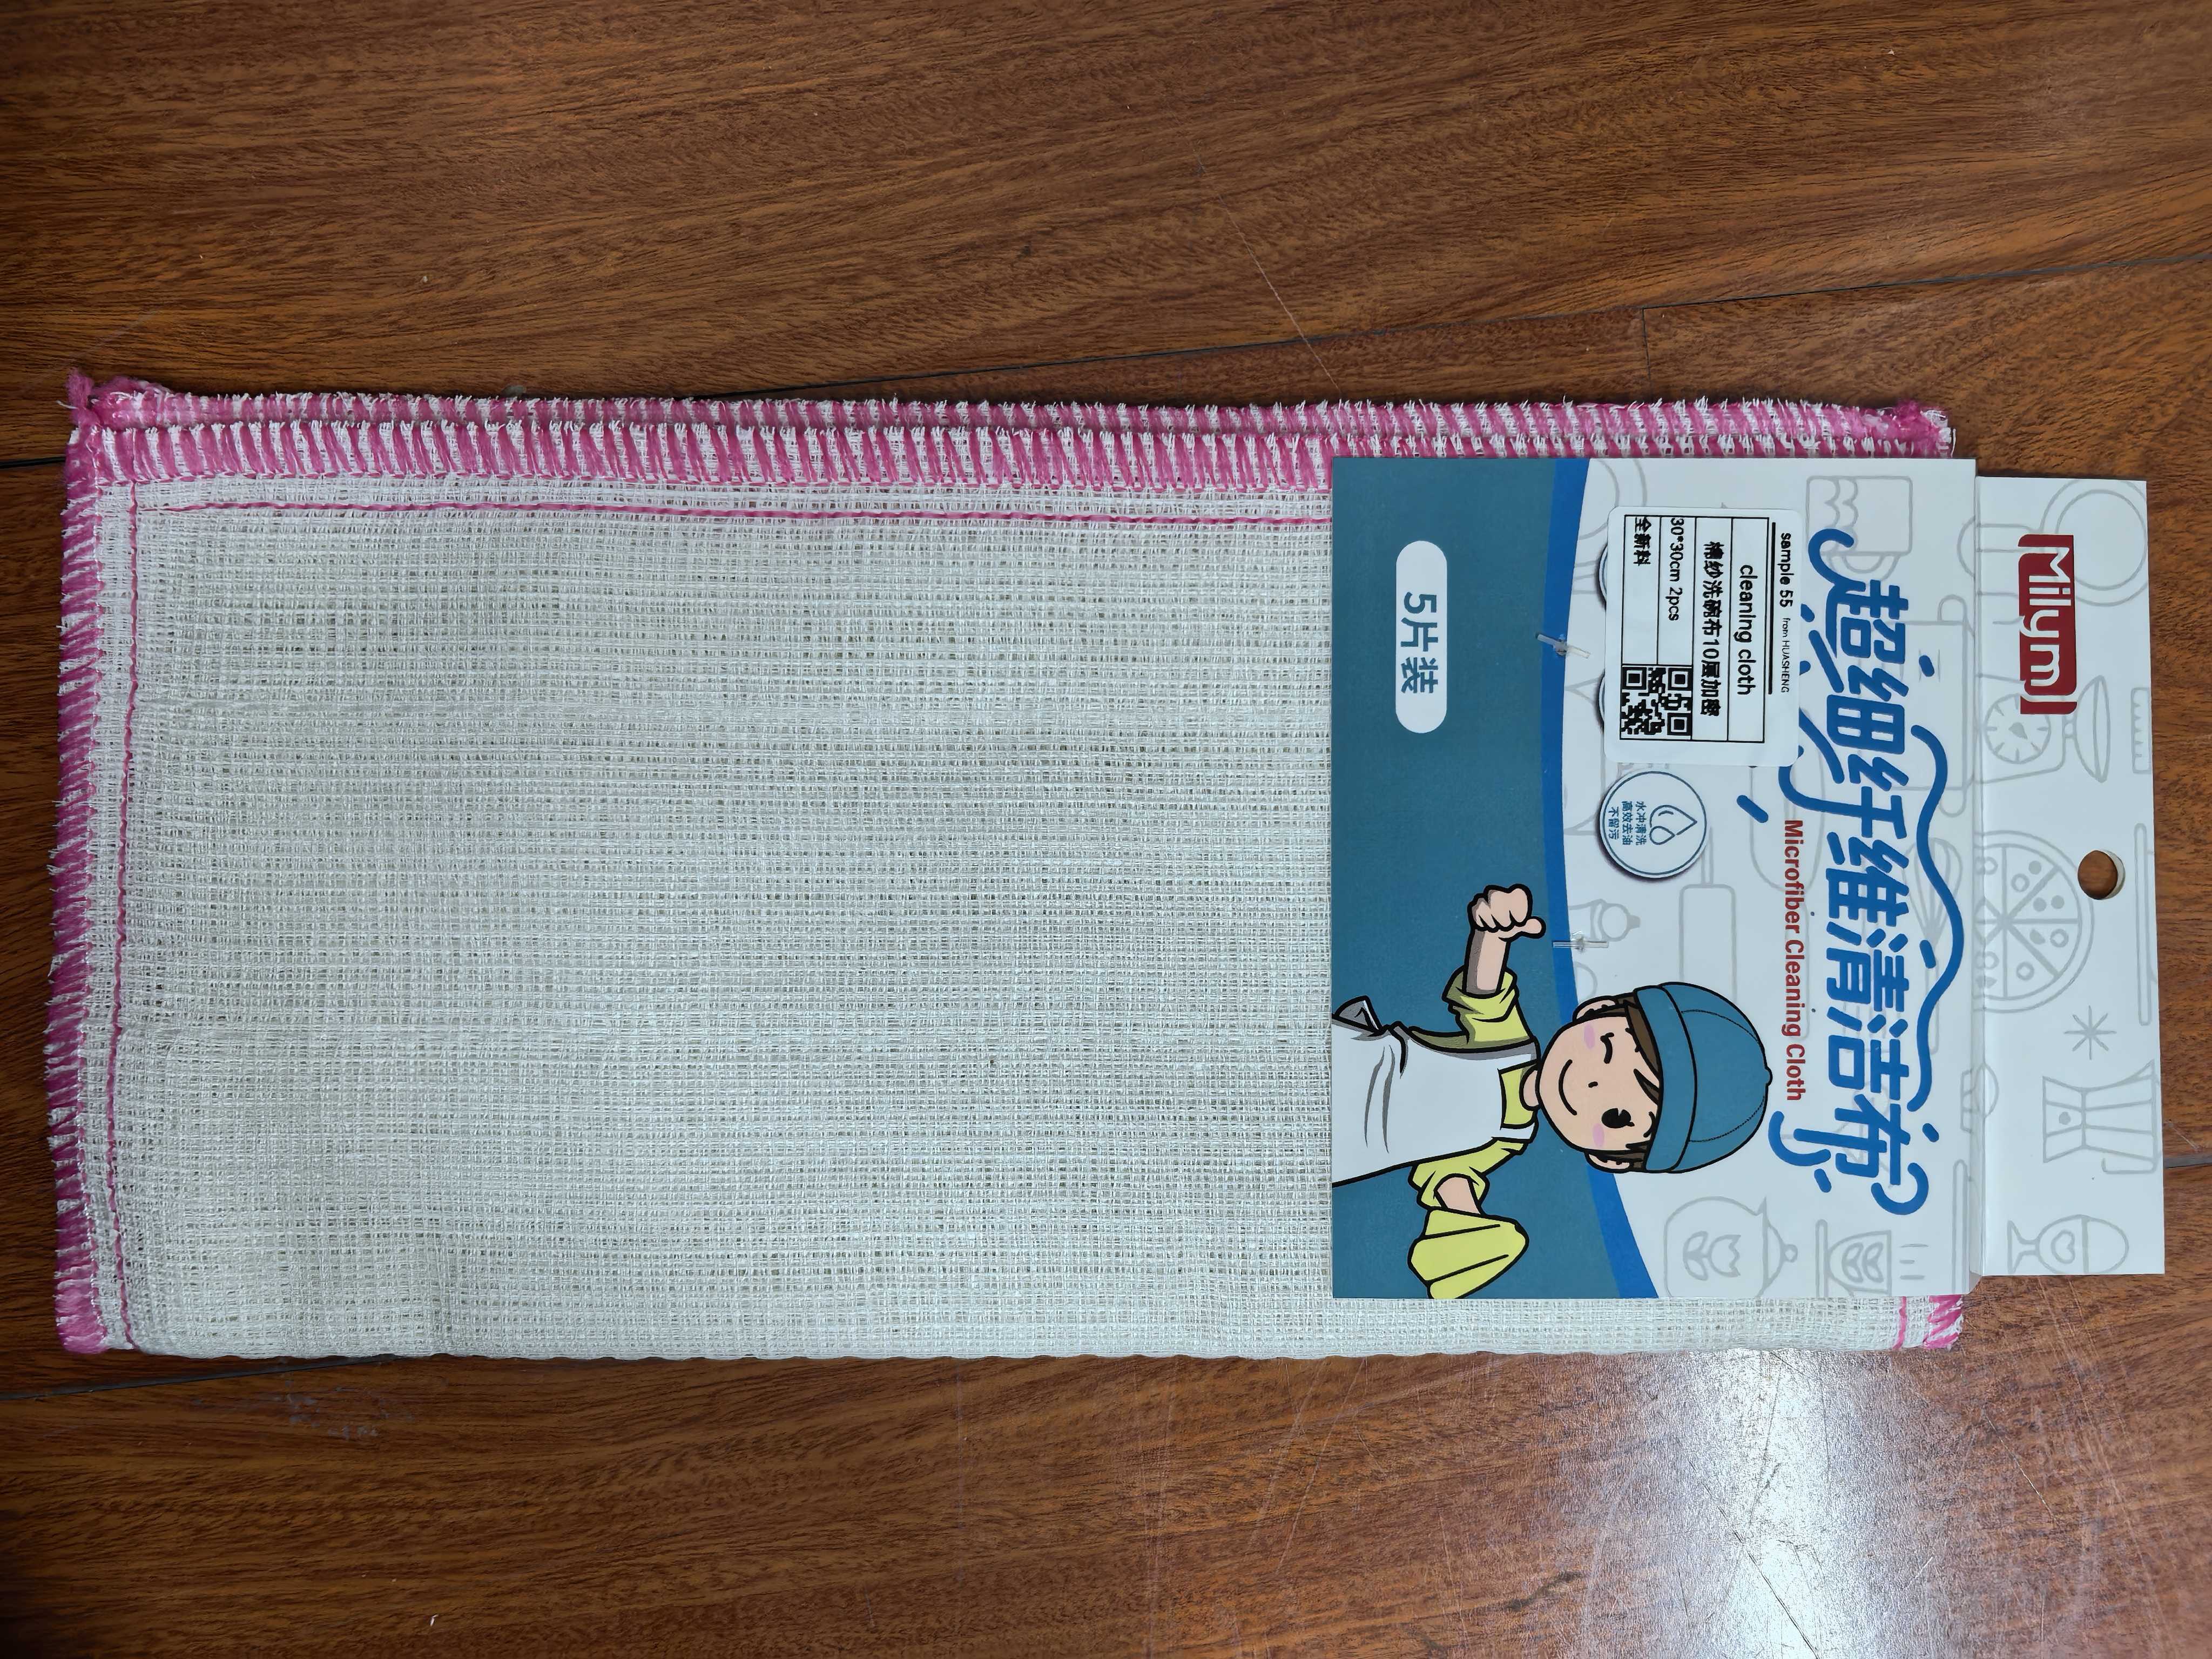 Milymi
超细纤维清洁布
Microfiber Cleaning Cloth
sample 55 from HUASHENG
cleaning cloth
棉纱洗碗布10层加密
30*30cm 2pcs
全新料
水冲清洗
高效去油
不留污
5片装